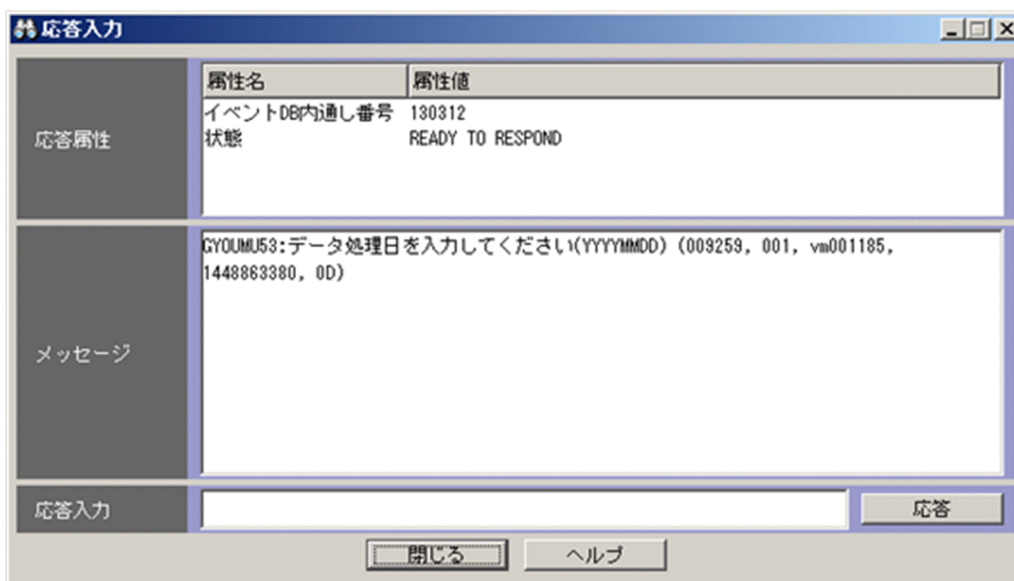 応答入力
属性名 属性値
応答属性
イベントDB内通し番号 130312
状態 READY TO RESPOND
メッセージ
GYOUMU53:データ処理日を入力してください(YYYYMMDD) (009259, 001, vm001185,
1448863380, 0D)
応答入力 応答
閉じる ヘルプ